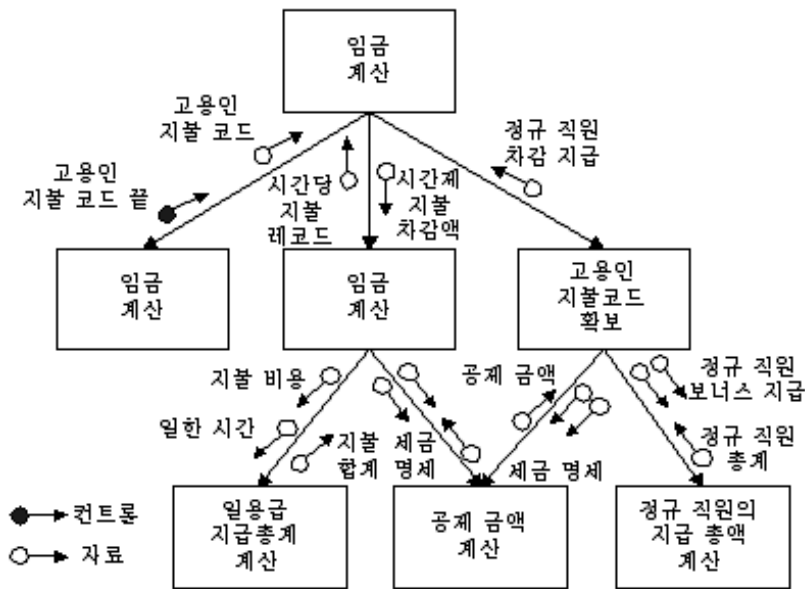 임금
계산
고용인
지불 코드
정규 직원
차감 지급
고용인
지불 코드 끝
시간당
지불
레코드
시간제
지불
차감액
임금
계산
임금
계산
고용인
지불코드
확보
지불 비용
공제 금액
정규 직원
보너스 지급
일한 시간
지불
합계
세금
명세
세금 명세
정규 직원
총계
컨트롤
자료
일용급
지급총계
계산
공제 금액
계산
정규 직원의
지급 총액
계산